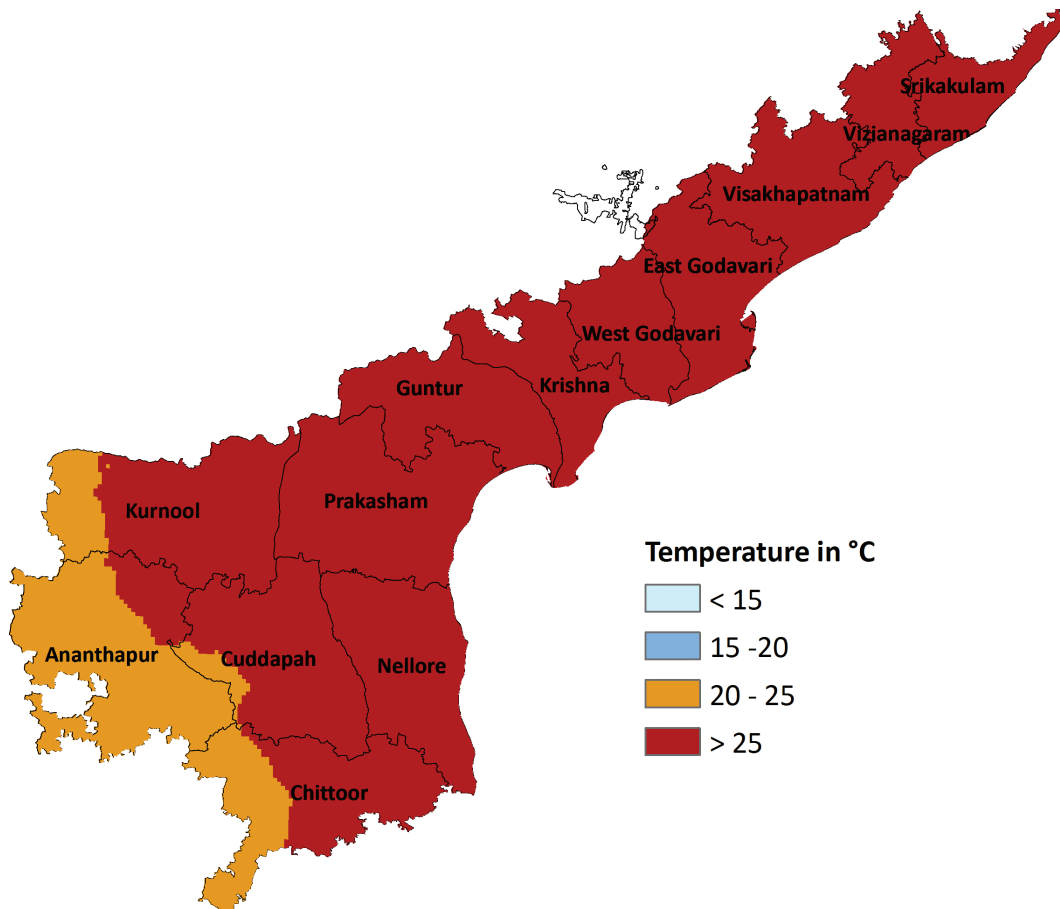 Srikakulam
Vizianagaram
Visakhapatnam
East Godavari
West Godavari
Krishna
Guntur
Prakasham
Kurnool
Ananthapur
Cuddapah
Nellore
Chittoor
Temperature in °C
< 15
15 -20
20 - 25
> 25